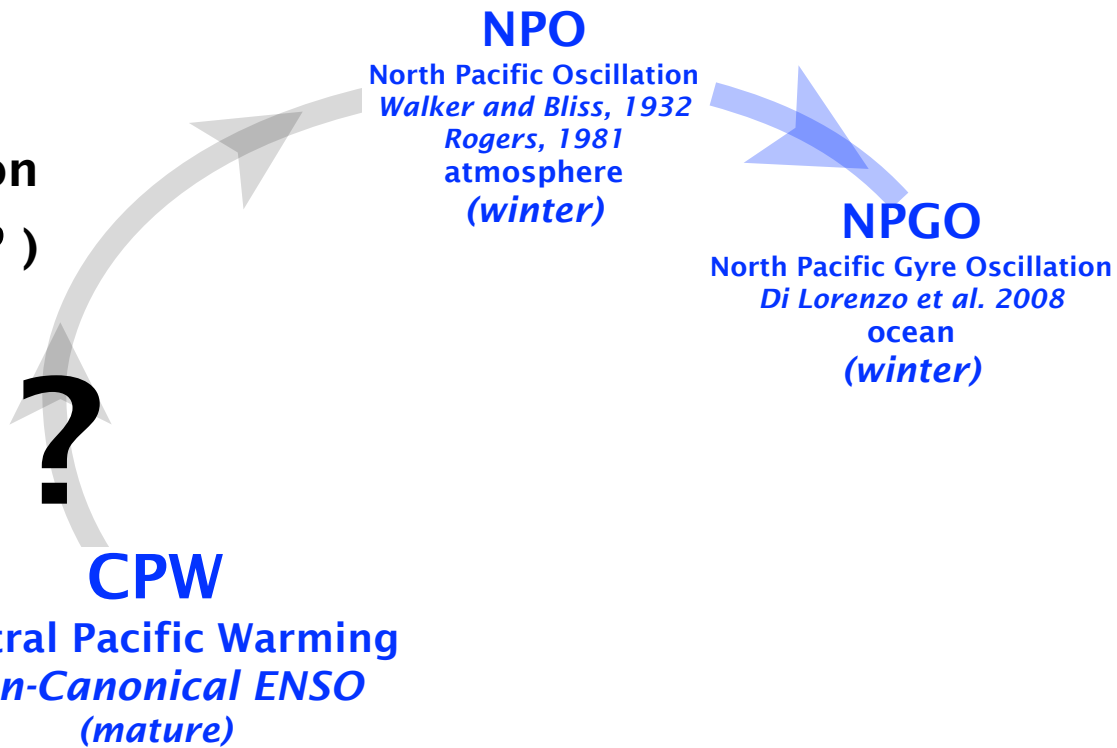 NPO
North Pacific Oscillation
Walker and Bliss, 1932
Rogers, 1981
atmosphere
(winter)
on
? )
NPGO
North Pacific Gyre Oscillation
Di Lorenzo et al. 2008
ocean
(winter)
?
CPW
tral Pacific Warming
n-Canonical ENSO
(mature)